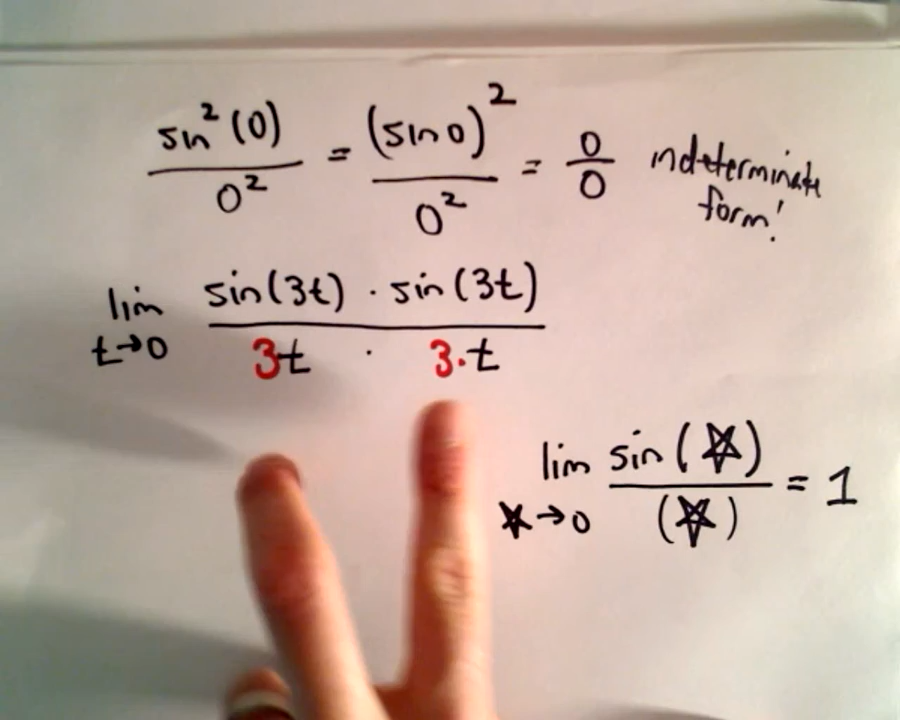 sin²(0) / 0² = (sin 0)² / 0² = 0/0 indeterminate form!
lim t→0 sin(3t) · sin(3t) / 3t · 3·t
lim ☆→0 sin(☆) / (☆) = 1